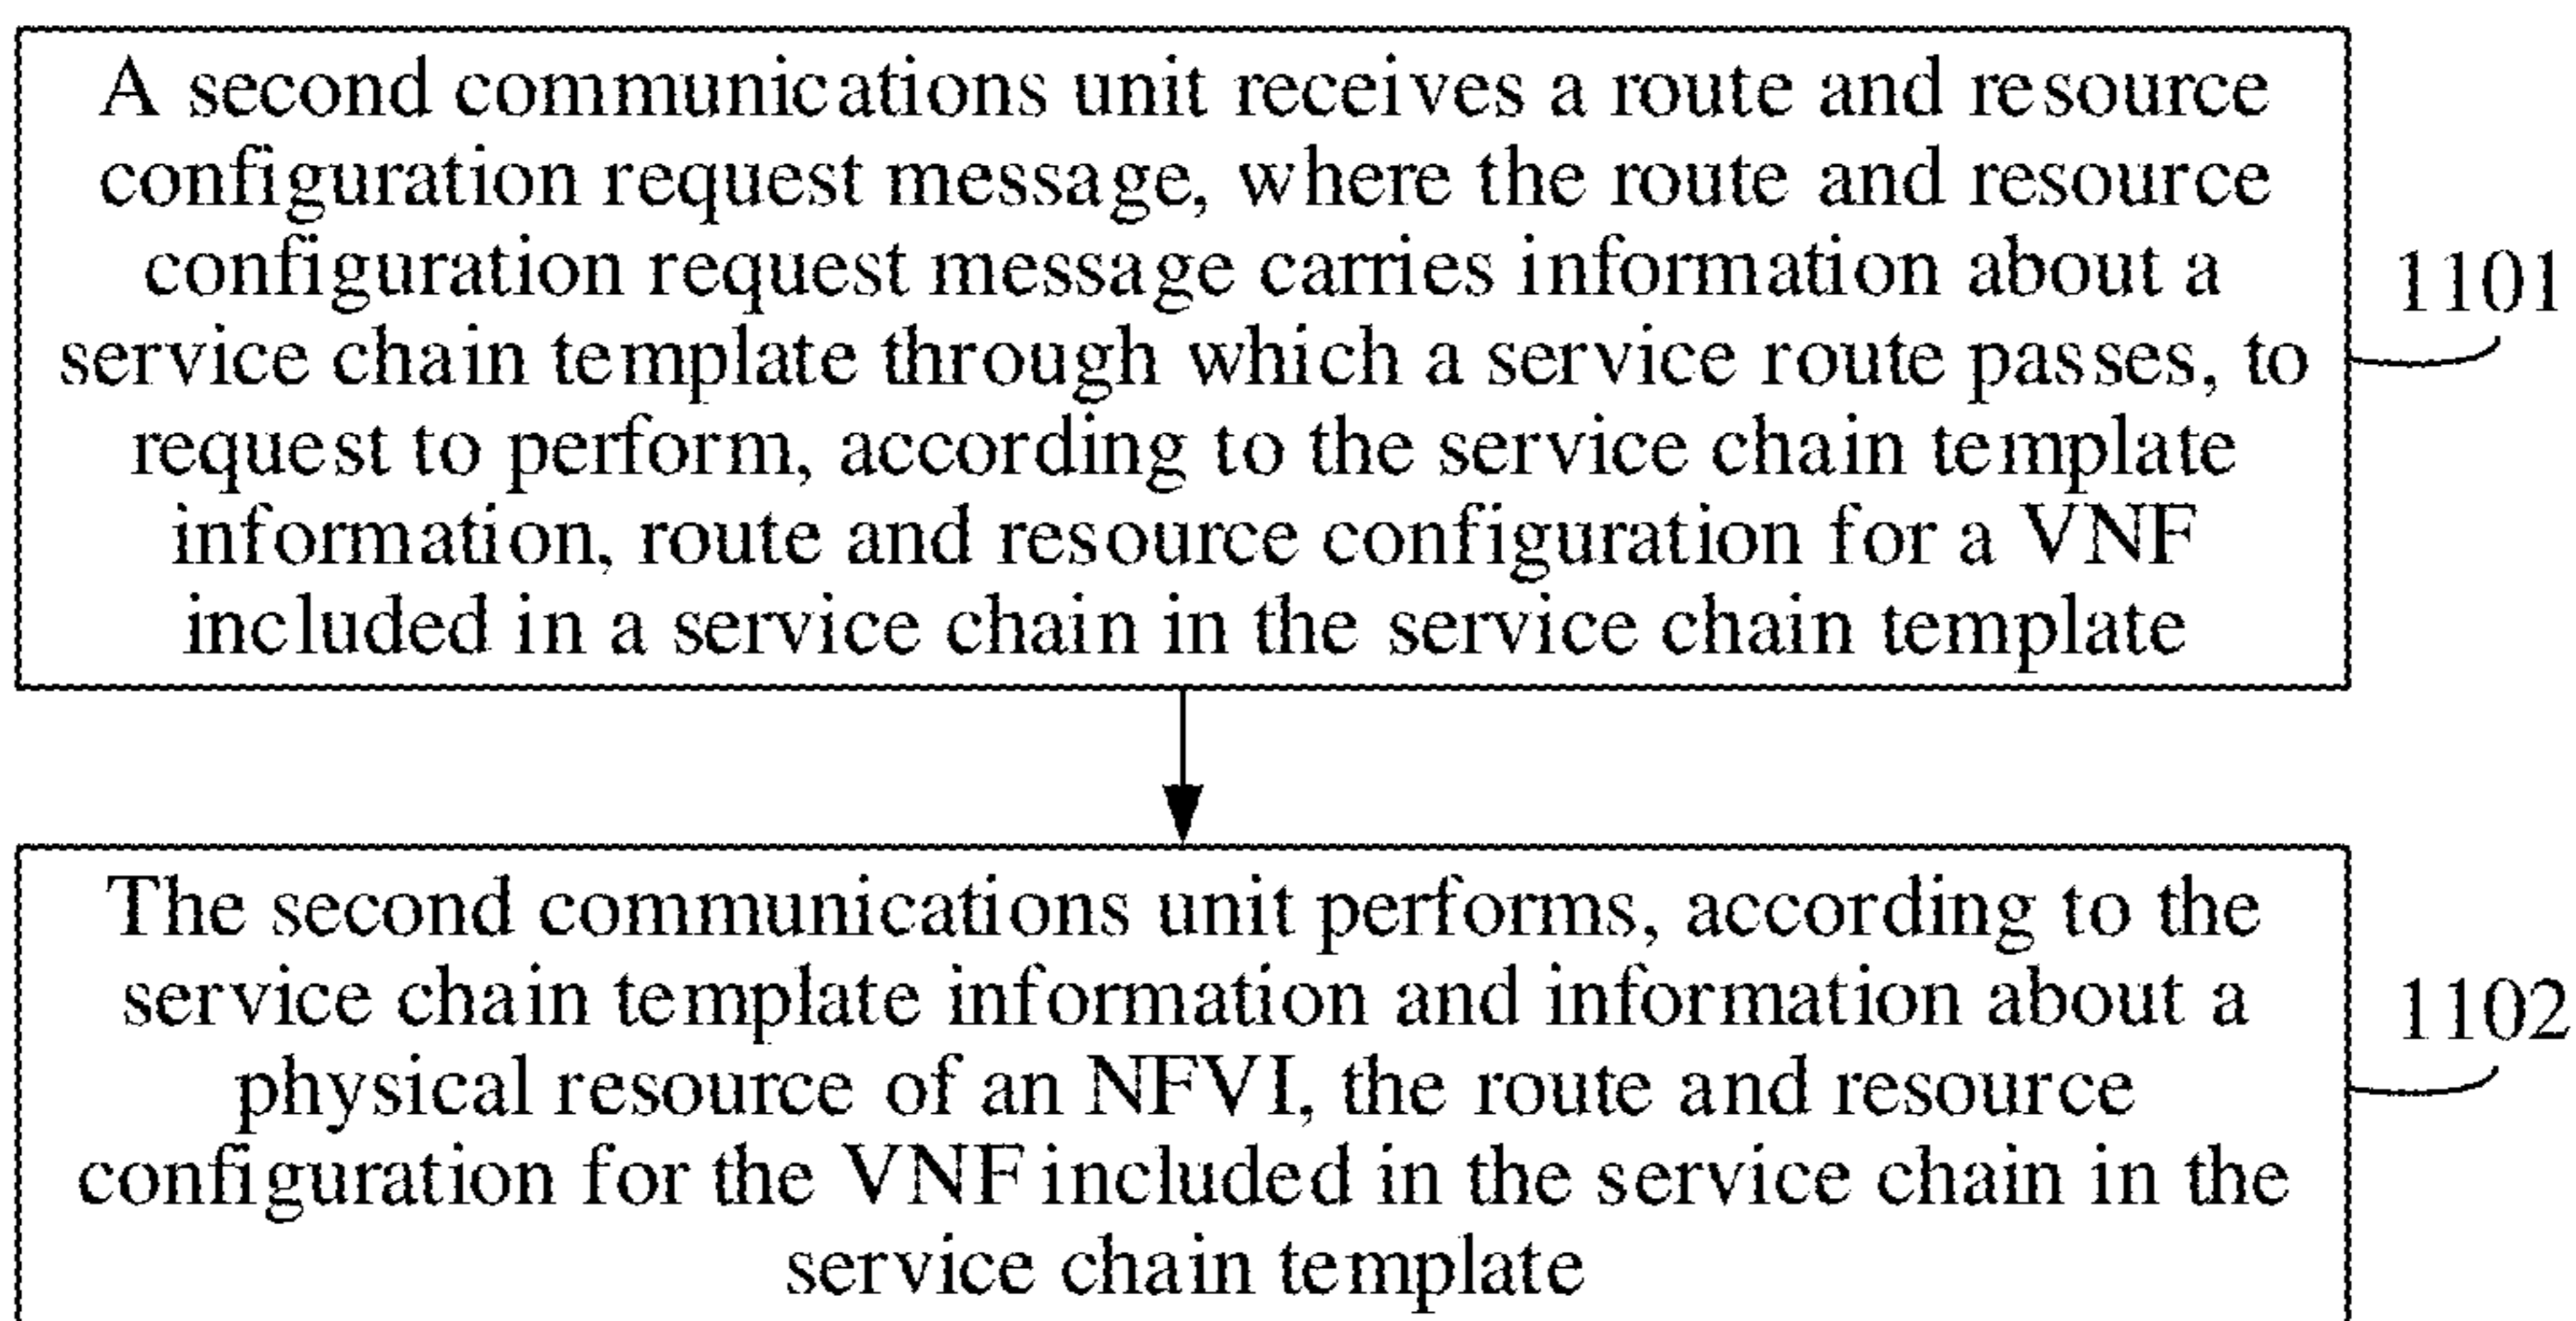 A second communications unit receives a route and resource
configuration request message, where the route and resource
configuration request message carries information about a
service chain template through which a service route passes, to
request to perform, according to the service chain template
information, route and resource configuration for a VNF
included in a service chain in the service chain template
1101
The second communications unit performs, according to the
service chain template information and information about a
physical resource of an NFVI, the route and resource
configuration for the VNF included in the service chain in the
service chain template
1102